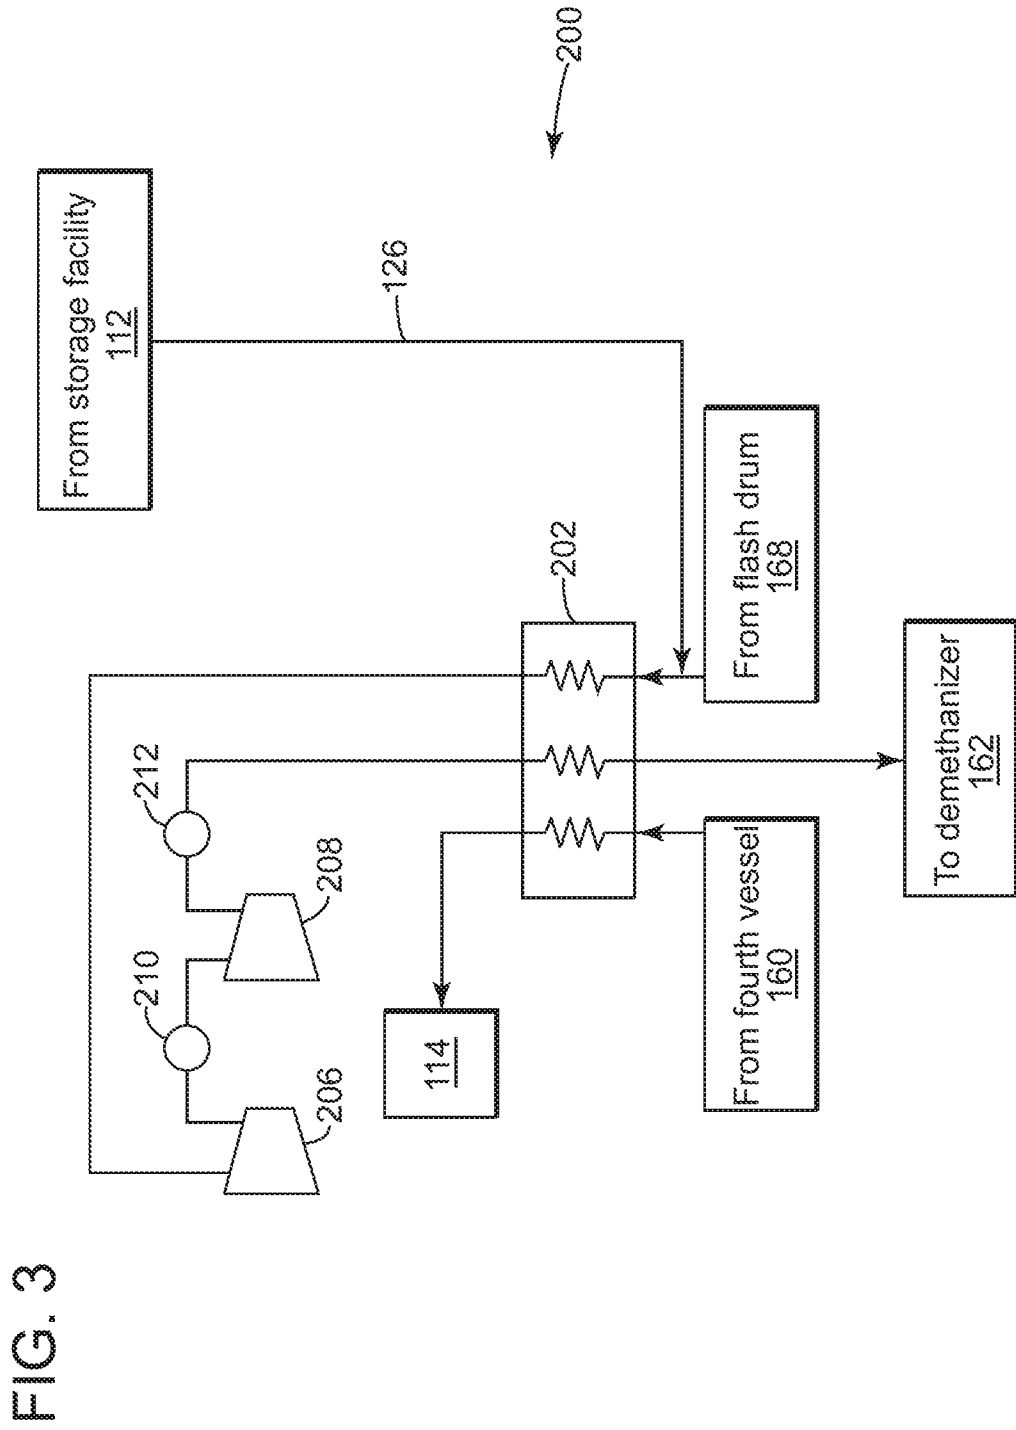 FIG. 3
200
From storage facility
112
126
202
212
210
208
206
114
From flash drum
168
From fourth vessel
160
To demethanizer
162